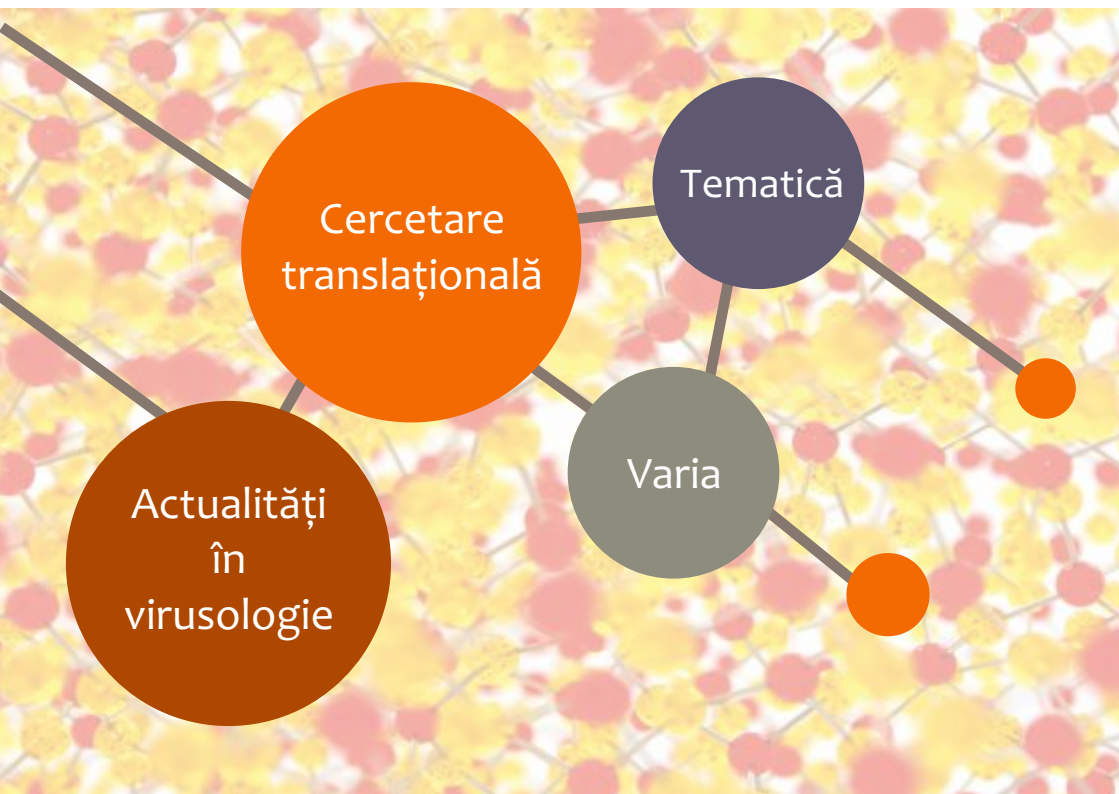 Tematică
Cercetare
translațională
Varia
Actualități
în
virusologie